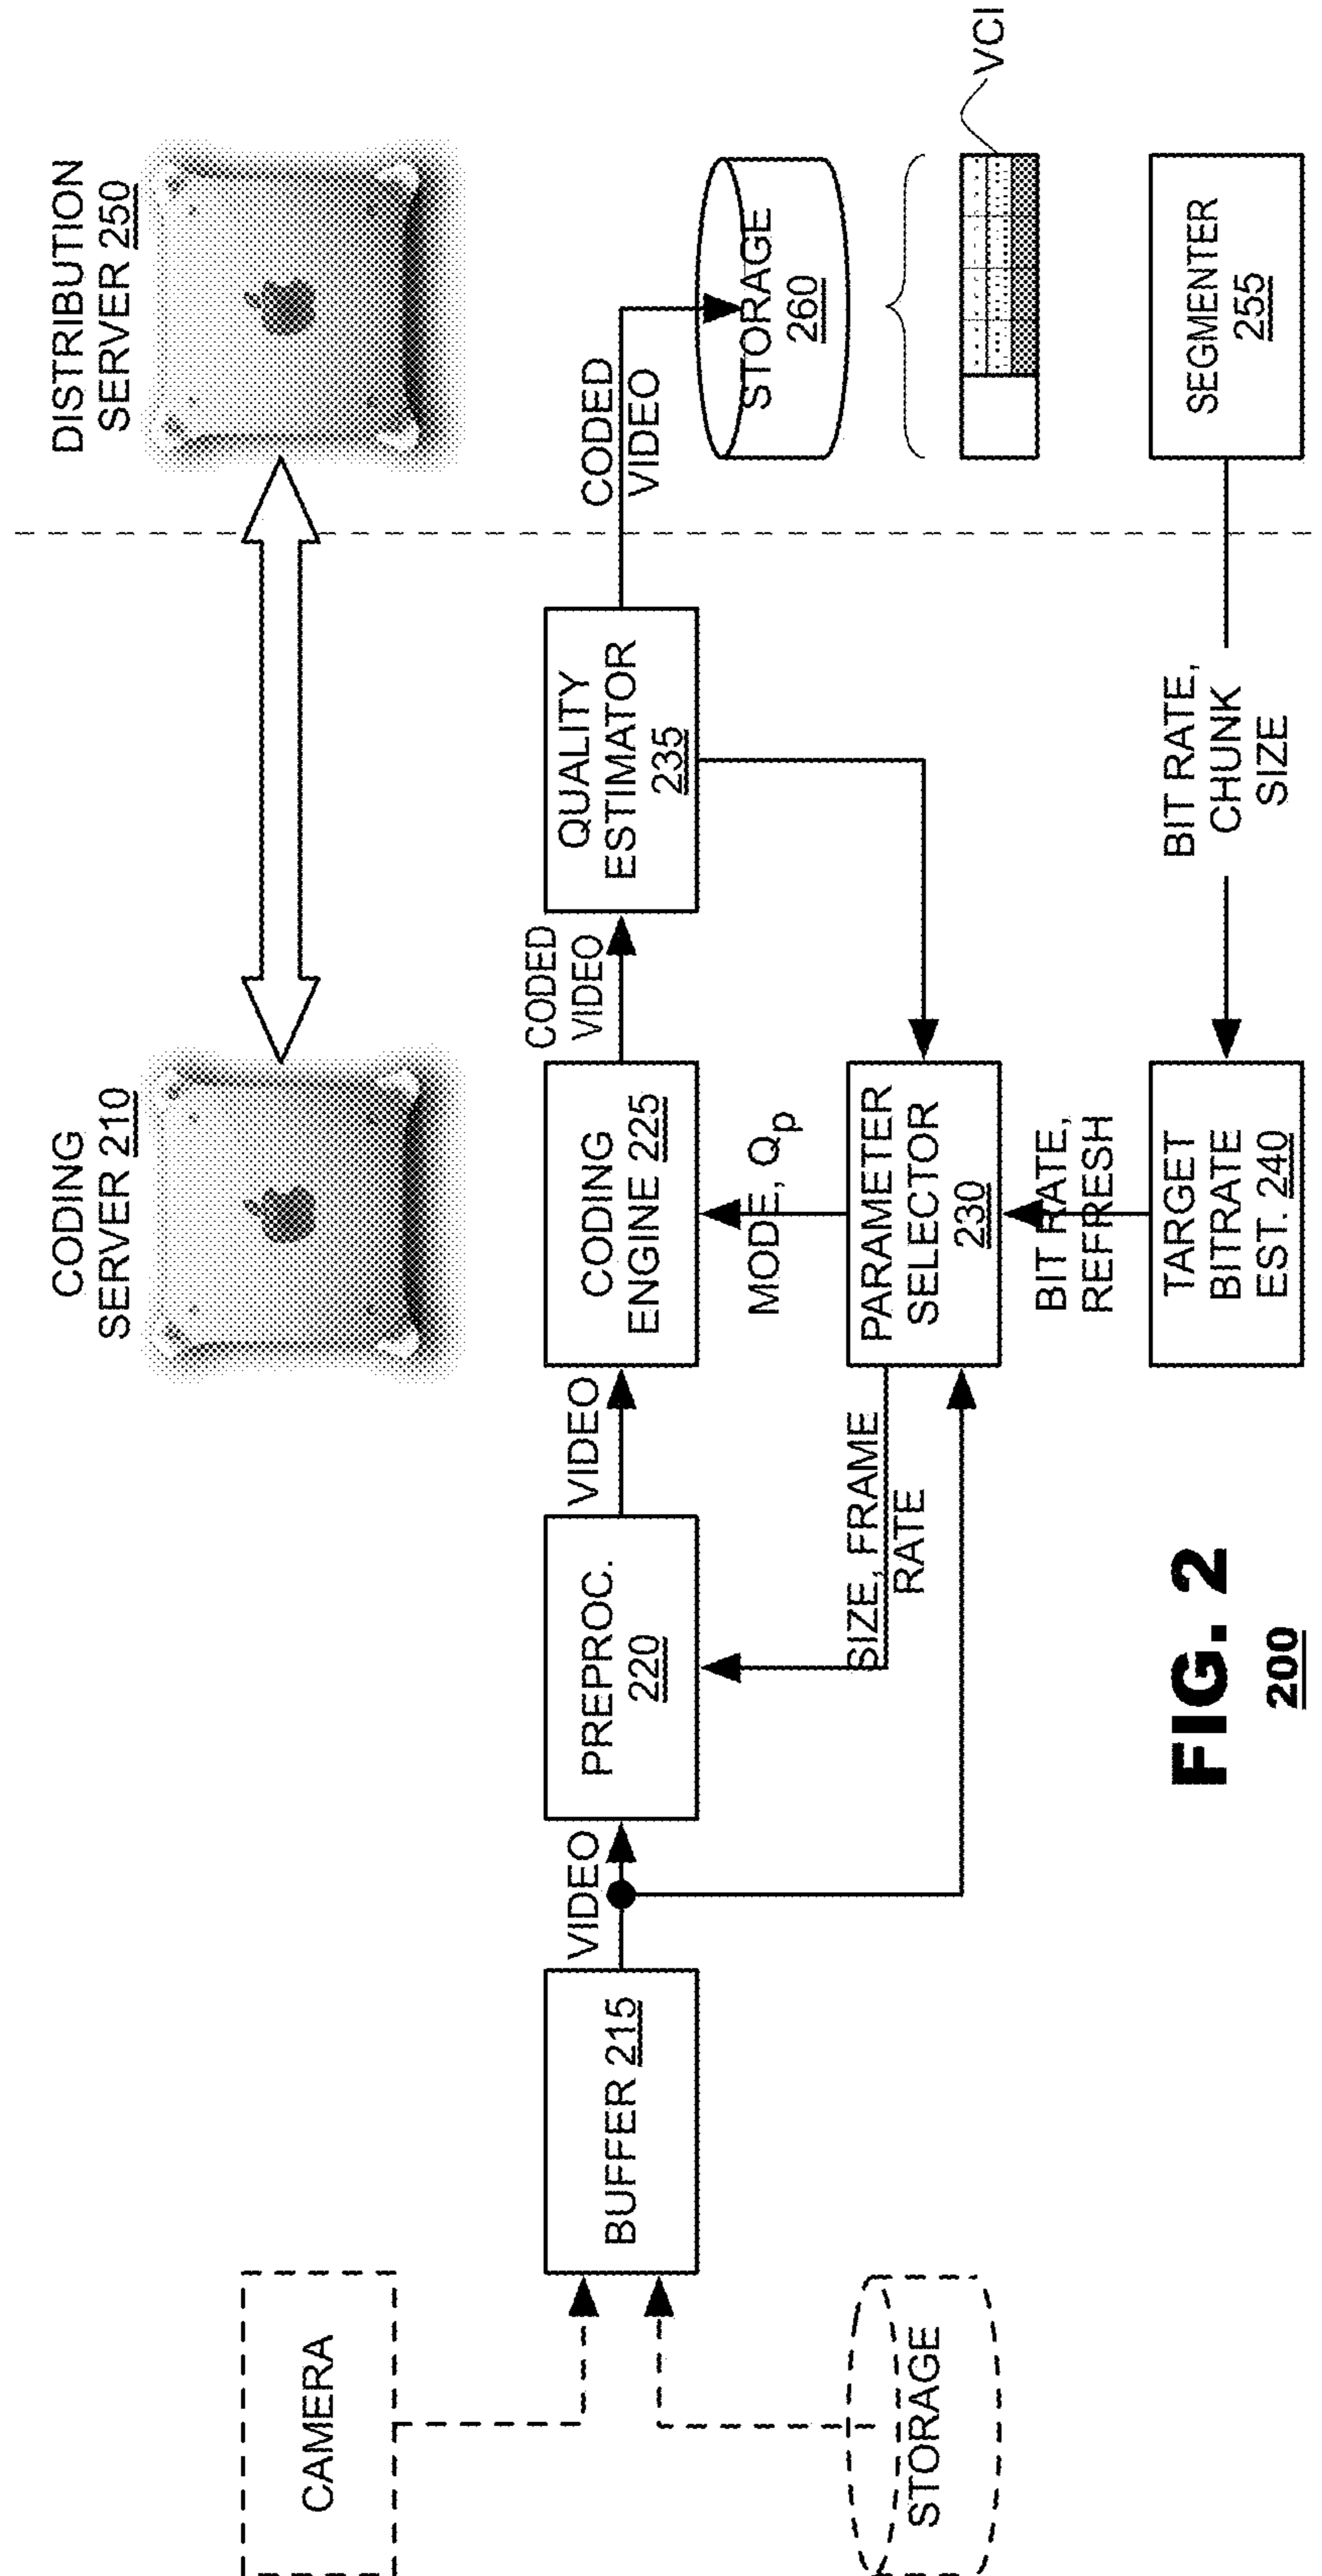 CODING
SERVER 210
DISTRIBUTION
SERVER 250
CAMERA
STORAGE
BUFFER 215
VIDEO
PREPROC.
220
VIDEO
CODING
ENGINE 225
CODED
VIDEO
QUALITY
ESTIMATOR
235
CODED
VIDEO
STORAGE
260
VCI
SIZE, FRAME
RATE
MODE, Qp
PARAMETER
SELECTOR
230
BIT RATE,
REFRESH
TARGET
BITRATE
EST. 240
BIT RATE,
CHUNK
SIZE
SEGMENTER
255
FIG. 2
200